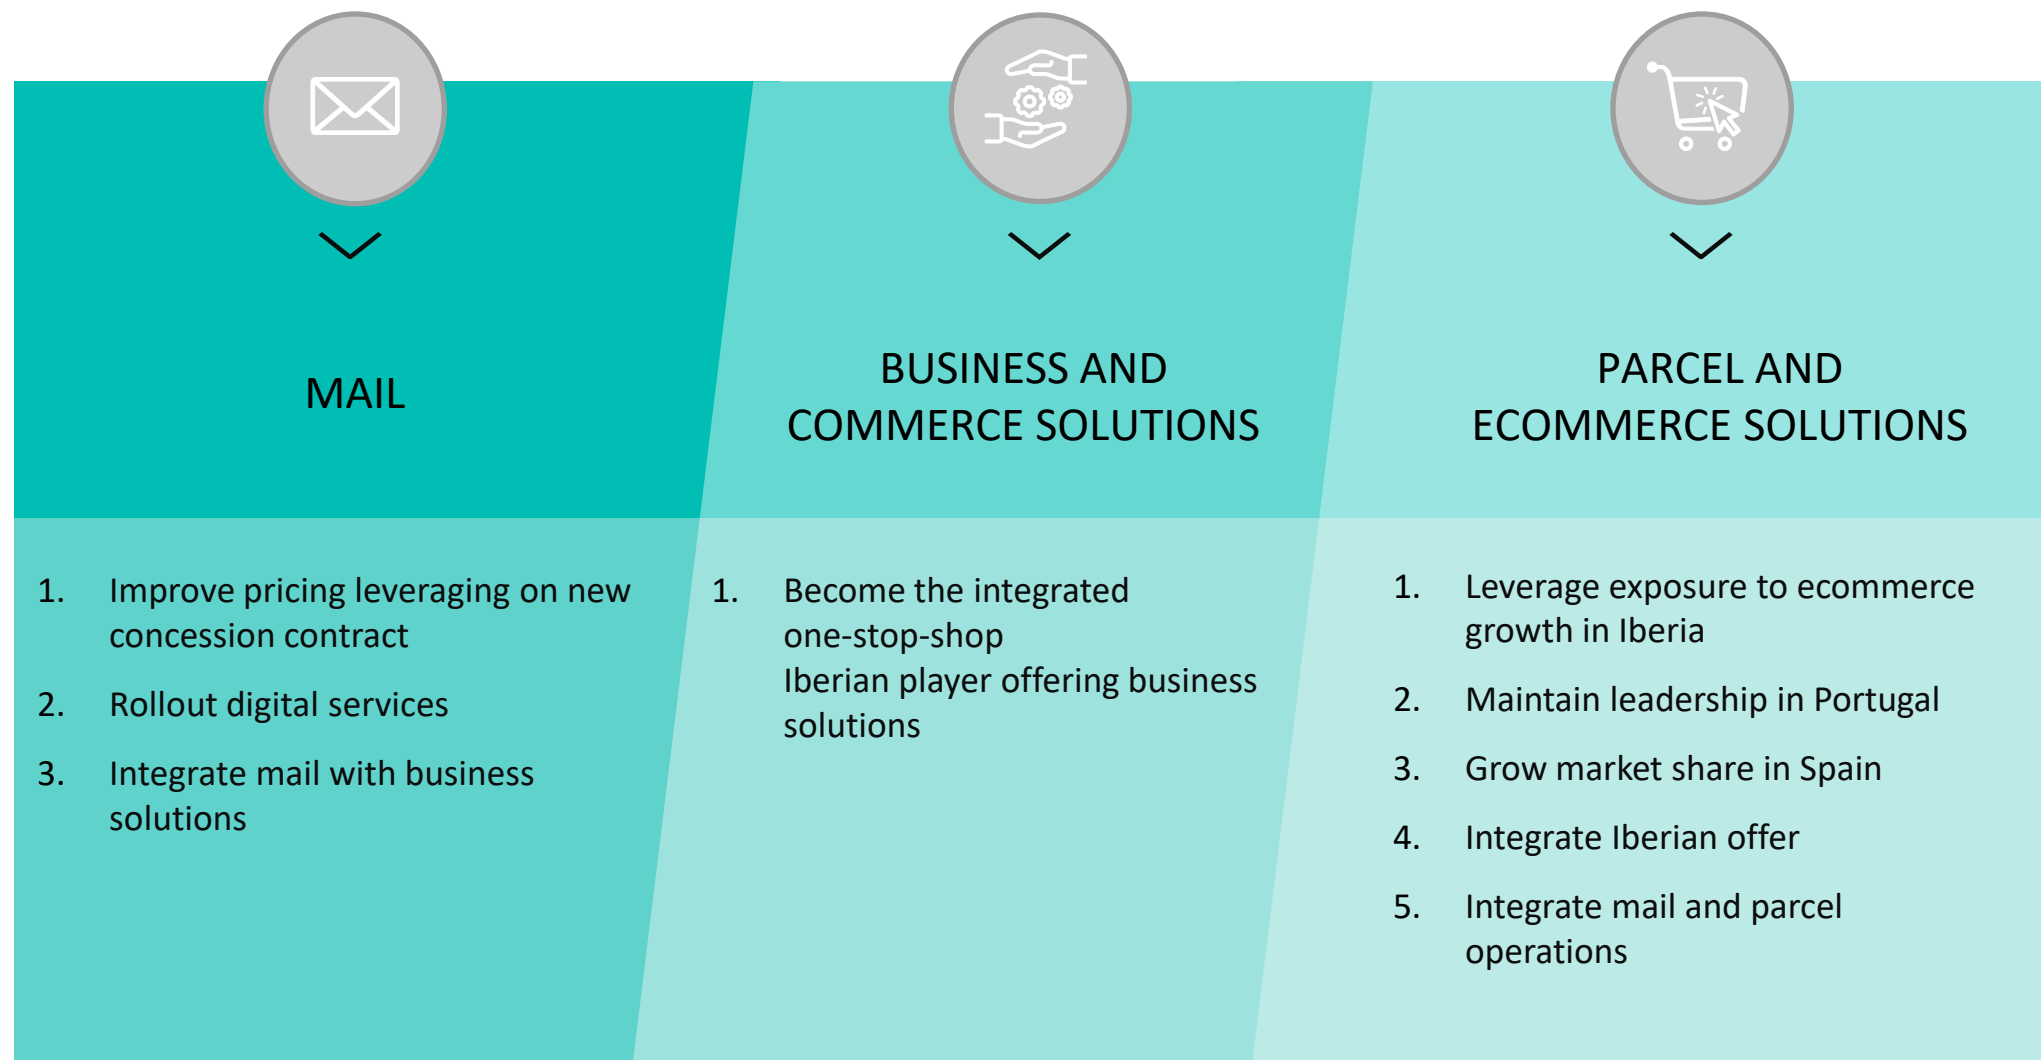 MAIL
1. Improve pricing leveraging on new
concession contract
2. Rollout digital services
3. Integrate mail with business
solutions
BUSINESS AND
COMMERCE SOLUTIONS
1. Become the integrated
one-stop-shop
Iberian player offering business
solutions
PARCEL AND
ECOMMERCE SOLUTIONS
1. Leverage exposure to ecommerce
growth in Iberia
2. Maintain leadership in Portugal
3. Grow market share in Spain
4. Integrate Iberian offer
5. Integrate mail and parcel
operations